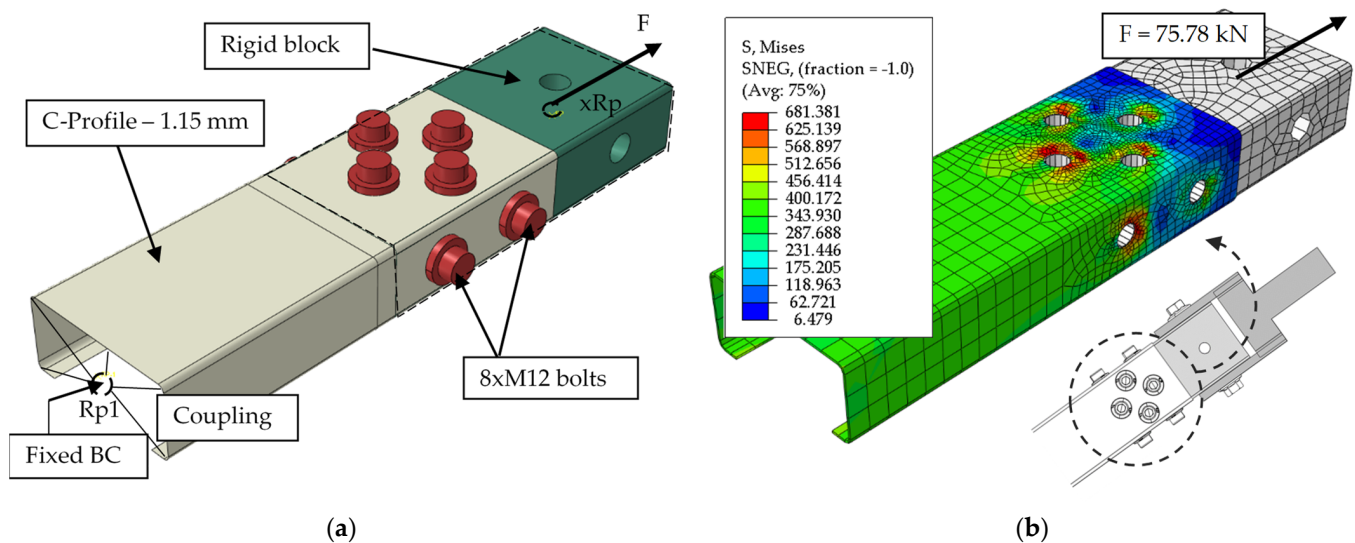 Rigid block
F
xRp
C-Profile – 1.15 mm
8xM12 bolts
Rp1
Coupling
Fixed BC
(a)
S, Mises
SNEG, (fraction = -1.0)
(Avg: 75%)
681.381
625.139
568.897
512.656
456.414
400.172
343.930
287.688
231.446
175.205
118.963
62.721
6.479
F = 75.78 kN
(b)